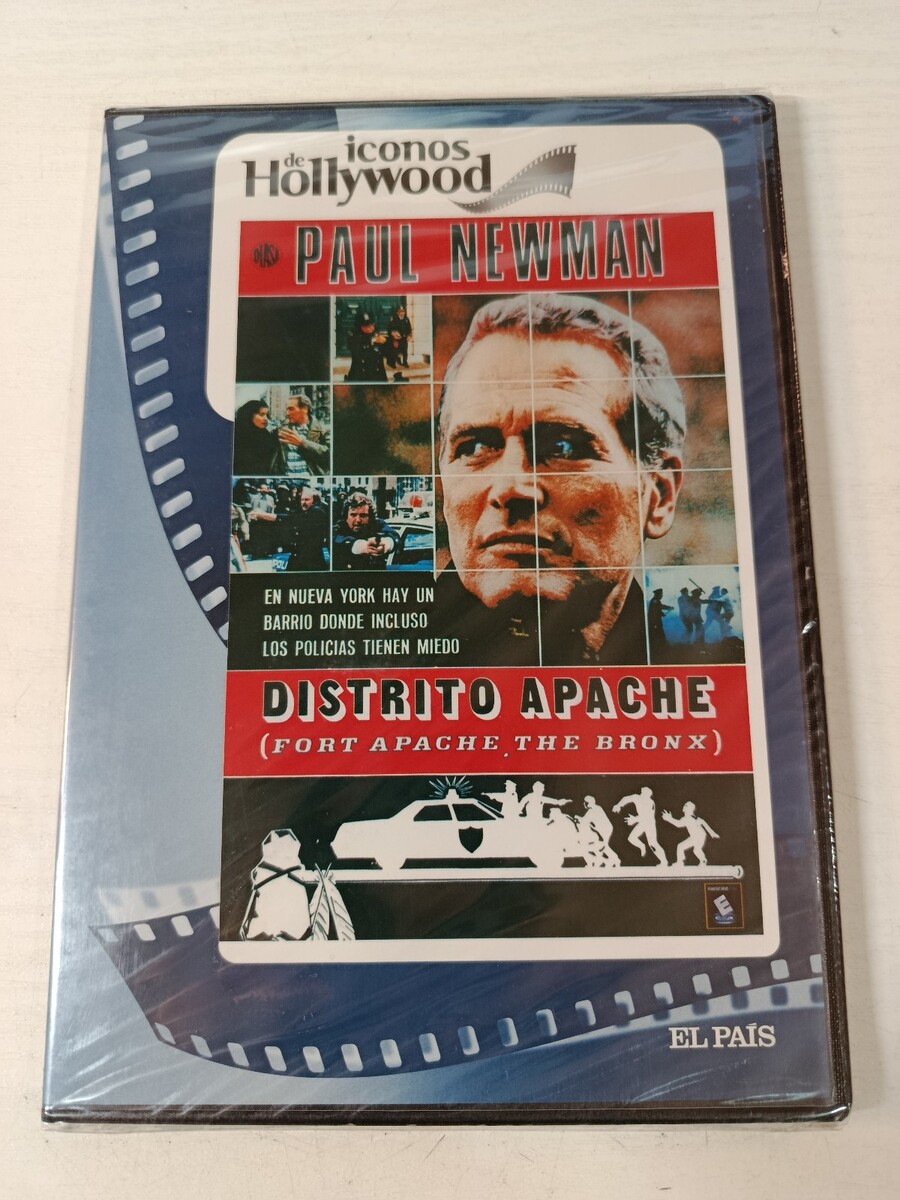 iconos
de
Hollywood
PAUL NEWMAN
EN NUEVA YORK HAY UN
BARRIO DONDE INCLUSO
LOS POLICIAS TIENEN MIEDO
DISTRITO APACHE
(FORT APACHE, THE BRONX)
E
EL PAÍS